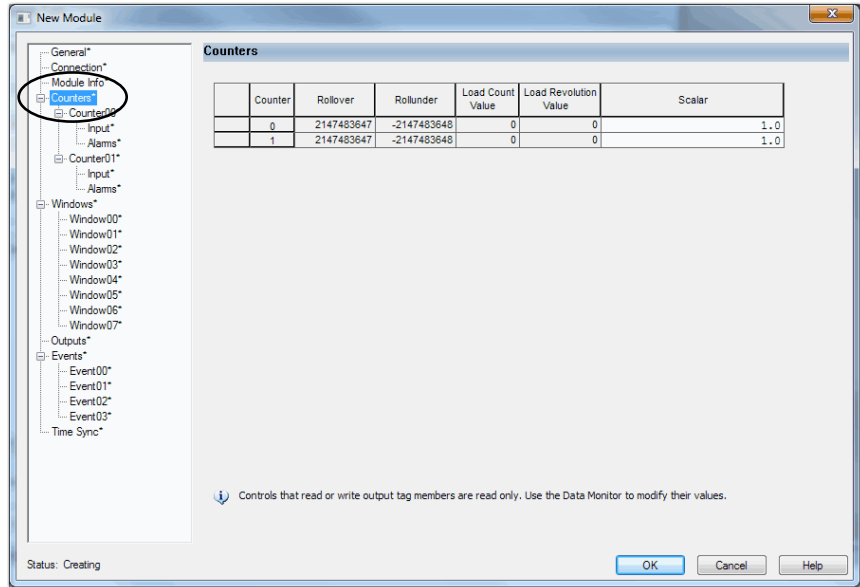 New Module
General*
Connection*
Module Info*
Counters*
Counter00*
Input*
Alarms*
Counter01*
Input*
Alarms*
Windows*
Window00*
Window01*
Window02*
Window03*
Window04*
Window05*
Window06*
Window07*
Outputs*
Events*
Event00*
Event01*
Event02*
Event03*
Time Sync*
Counters
Counter Rollover Rollunder Load Count Value Load Revolution Value Scalar
0 2147483647 -2147483648 0 0 1.0
1 2147483647 -2147483648 0 0 1.0
Controls that read or write output tag members are read only. Use the Data Monitor to modify their values.
Status: Creating
OK Cancel Help